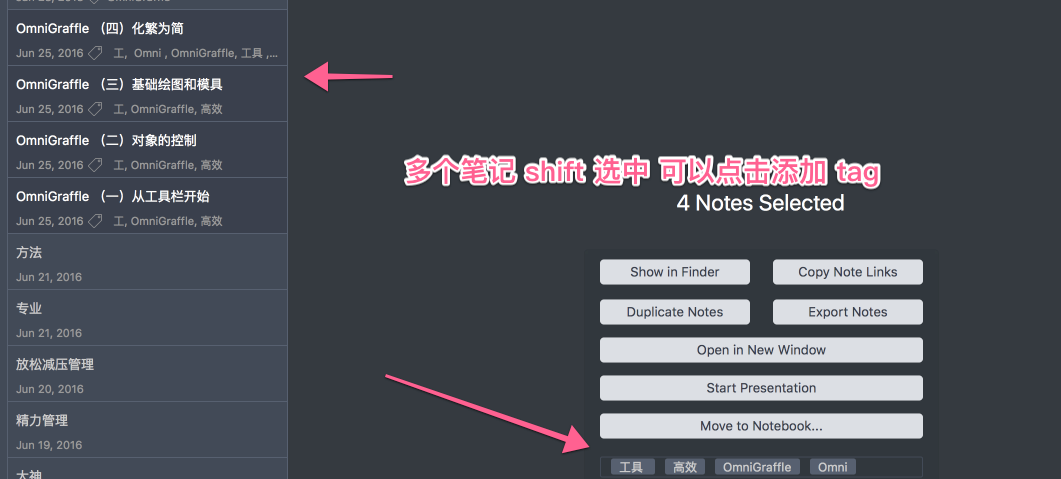 OmniGraffle （四）化繁为简
Jun 25, 2016 工, Omni , OmniGraffle, 工具 ,...
OmniGraffle （三）基础绘图和模具
Jun 25, 2016 工, OmniGraffle, 高效
OmniGraffle （二）对象的控制
Jun 25, 2016 工, OmniGraffle, 高效
OmniGraffle （一）从工具栏开始
Jun 25, 2016 工, OmniGraffle, 高效
方法
Jun 21, 2016
专业
Jun 21, 2016
放松减压管理
Jun 20, 2016
精力管理
Jun 19, 2016
大神
多个笔记 shift 选中 可以点击添加 tag
4 Notes Selected
Show in Finder
Copy Note Links
Duplicate Notes
Export Notes
Open in New Window
Start Presentation
Move to Notebook...
工具 高效 OmniGraffle Omni